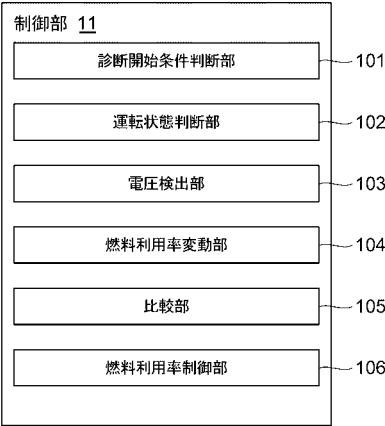 制御部 11
診断開始条件判断部 101
運転状態判断部 102
電圧検出部 103
燃料利用率変動部 104
比較部 105
燃料利用率制御部 106